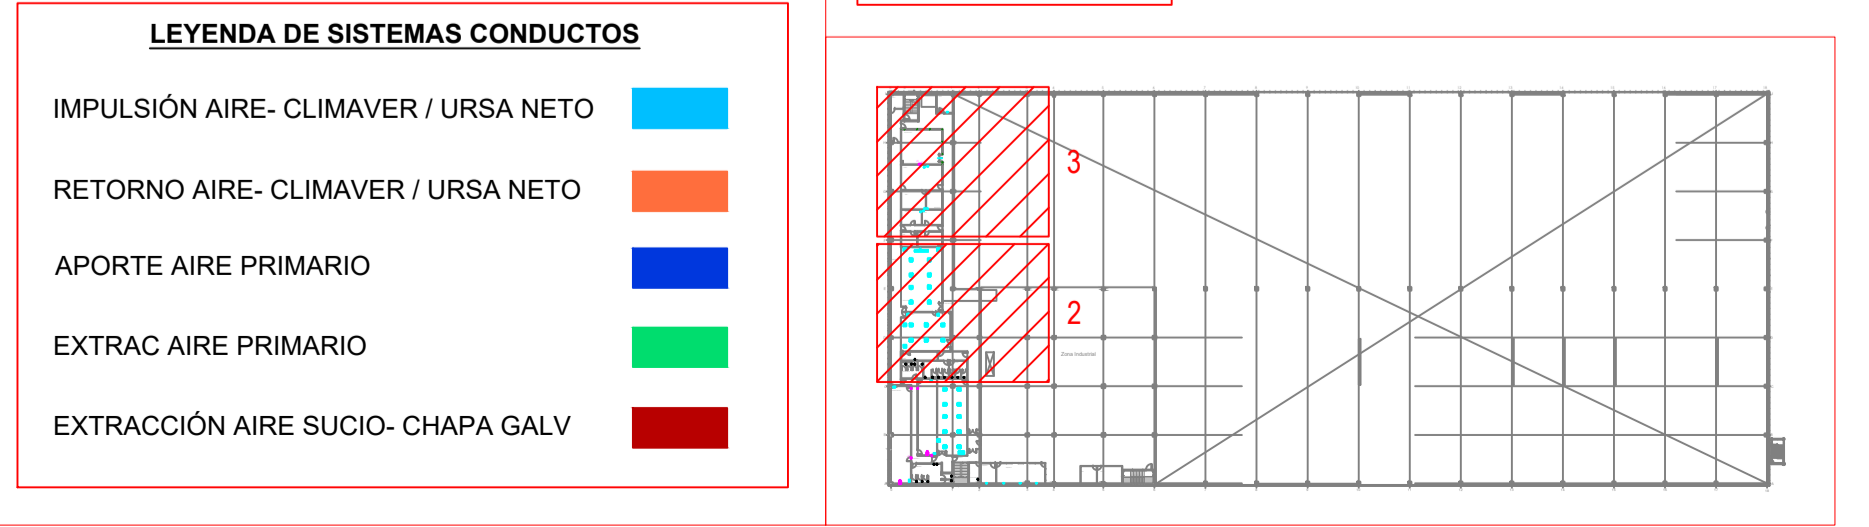 LEYENDA DE SISTEMAS CONDUCTOS
IMPULSIÓN AIRE- CLIMAVER / URSA NETO
RETORNO AIRE- CLIMAVER / URSA NETO
APORTE AIRE PRIMARIO
EXTRAC AIRE PRIMARIO
EXTRACCIÓN AIRE SUCIO- CHAPA GALV
3
2
Zona Industrial